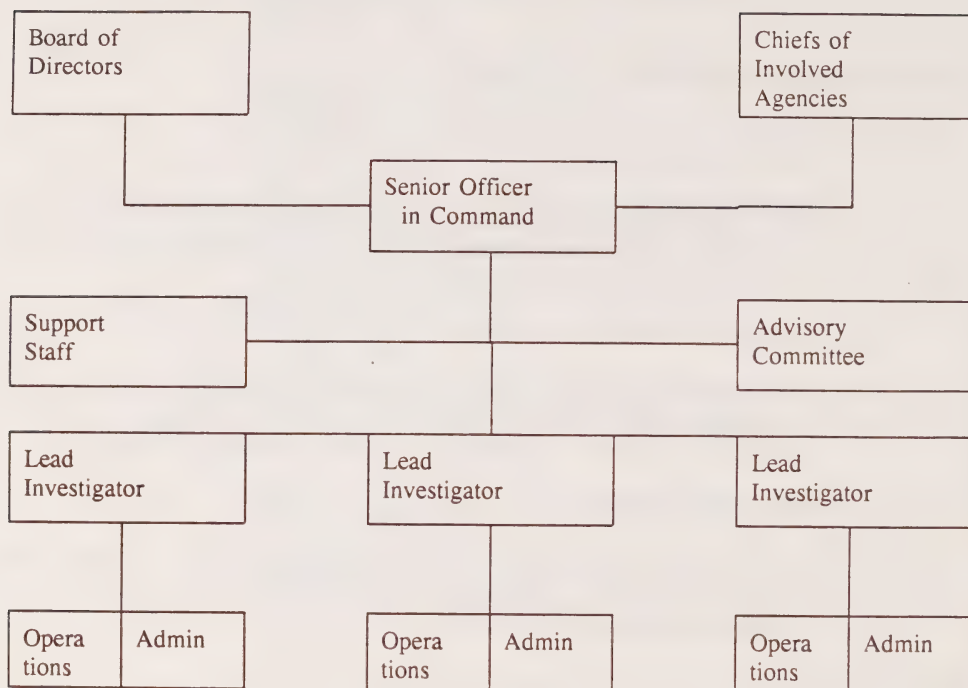 Board of
Directors
Chiefs of
Involved
Agencies
Senior Officer
in Command
Support
Staff
Advisory
Committee
Lead
Investigator
Lead
Investigator
Lead
Investigator
Opera
tions
Admin
Opera
tions
Admin
Opera
tions
Admin